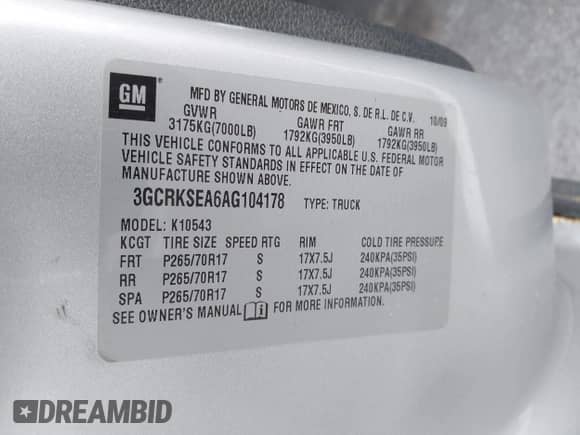 GM
MFD BY GENERAL MOTORS DE MEXICO, S. DE R.L. DE C.V. 10/09
GVWR GAWR FRT GAWR RR
3175KG(7000LB) 1792KG(3950LB) 1792KG(3950LB)
THIS VEHICLE CONFORMS TO ALL APPLICABLE U.S. FEDERAL MOTOR
VEHICLE SAFETY STANDARDS IN EFFECT ON THE DATE OF
MANUFACTURE SHOWN ABOVE.
3GCRKSEA6AG104178 TYPE: TRUCK
MODEL: K10543
KCGT TIRE SIZE SPEED RTG RIM COLD TIRE PRESSURE
FRT P265/70R17 S 17X7.5J 240KPA(35PSI)
RR P265/70R17 S 17X7.5J 240KPA(35PSI)
SPA P265/70R17 S 17X7.5J 240KPA(35PSI)
SEE OWNER'S MANUAL FOR MORE INFORMATION.
DREAMBID